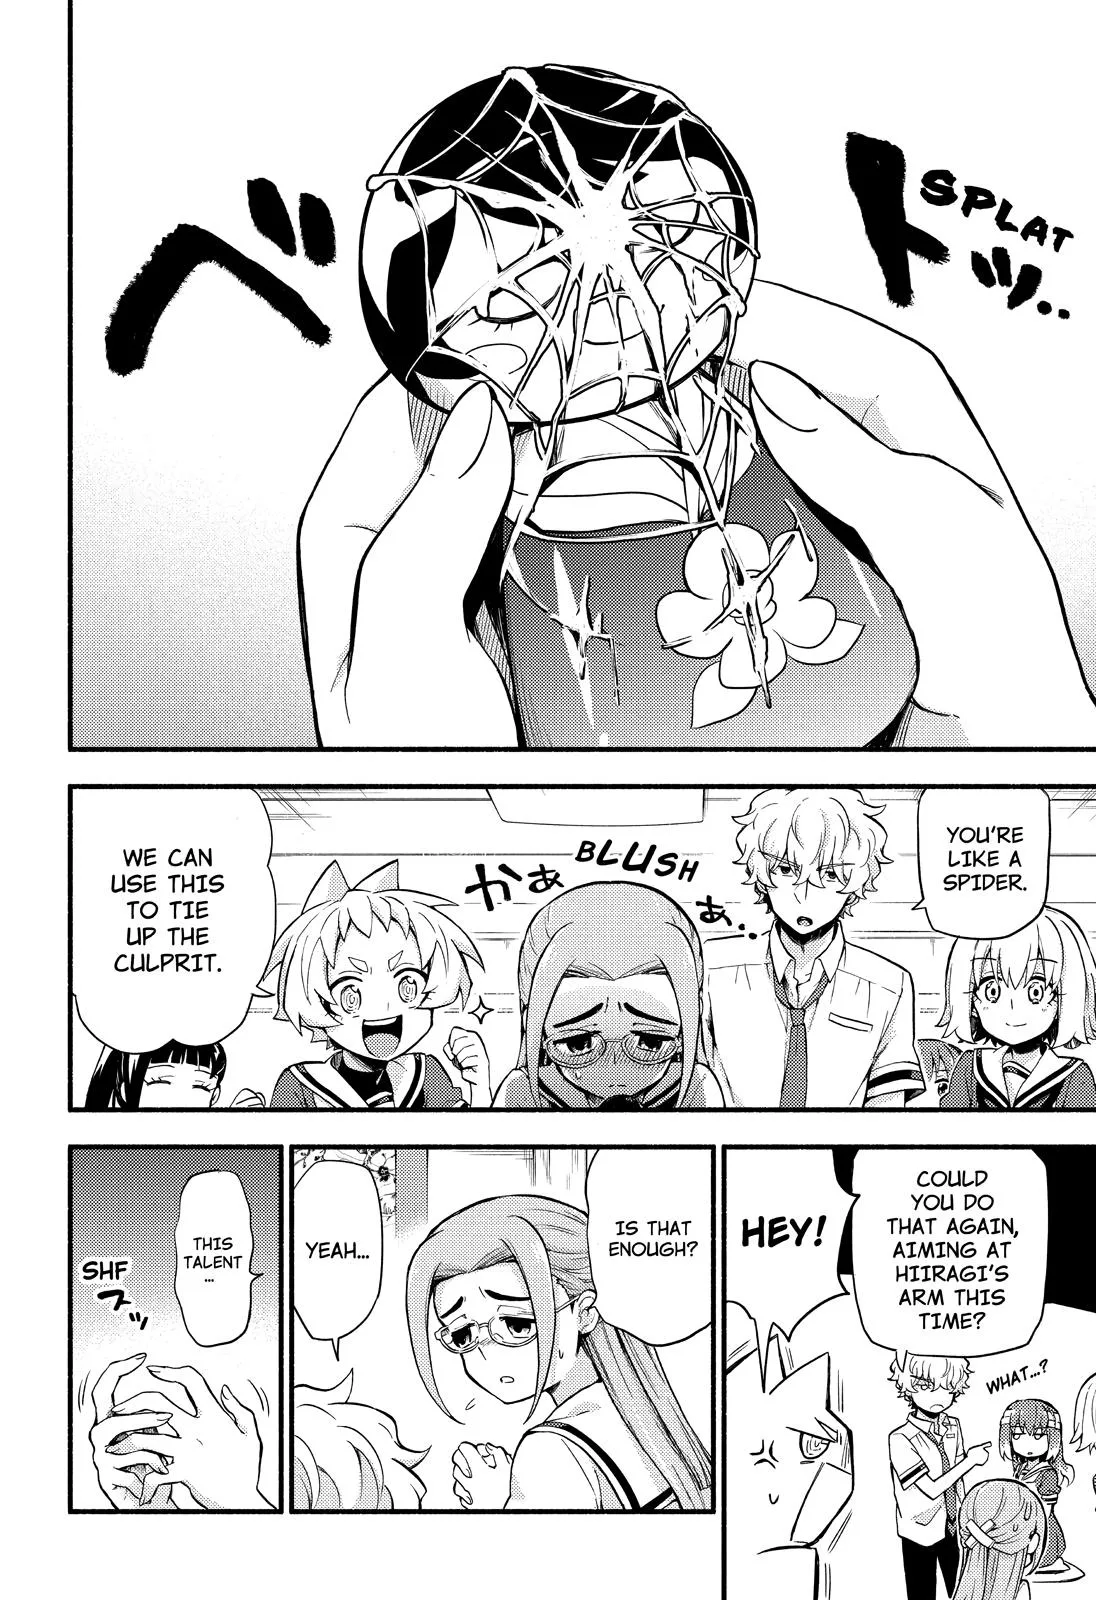 ベ
トッ..
SPLAT
YOU'RE
LIKE A
SPIDER.
BLUSH
かぁ
ぁ...
WE CAN
USE THIS
TO TIE
UP THE
CULPRIT.
COULD
YOU DO
THAT AGAIN,
AIMING AT
HIIRAGI'S
ARM THIS
TIME?
WHAT...?
HEY!
IS THAT
ENOUGH?
YEAH...
THIS
TALENT
...
SHF
ズッ